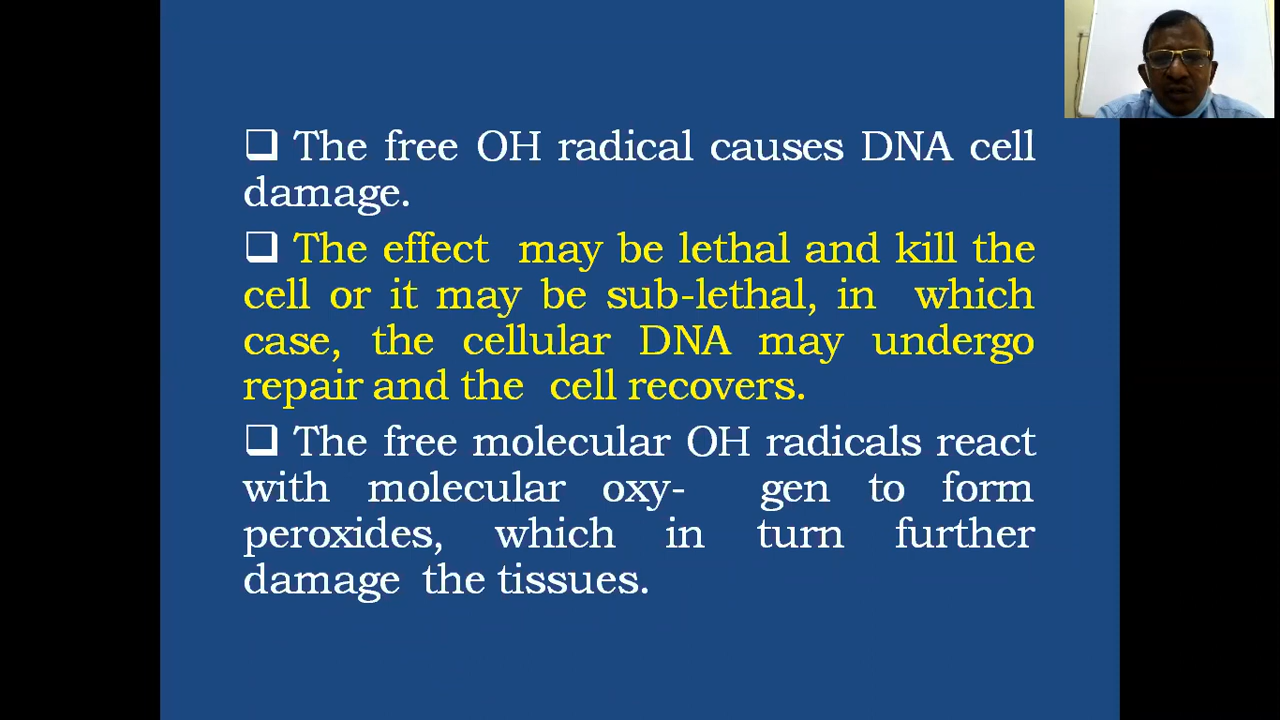 ❑ The free OH radical causes DNA cell
damage.
❑ The effect may be lethal and kill the
cell or it may be sub-lethal, in which
case, the cellular DNA may undergo
repair and the cell recovers.
❑ The free molecular OH radicals react
with molecular oxy- gen to form
peroxides, which in turn further
damage the tissues.